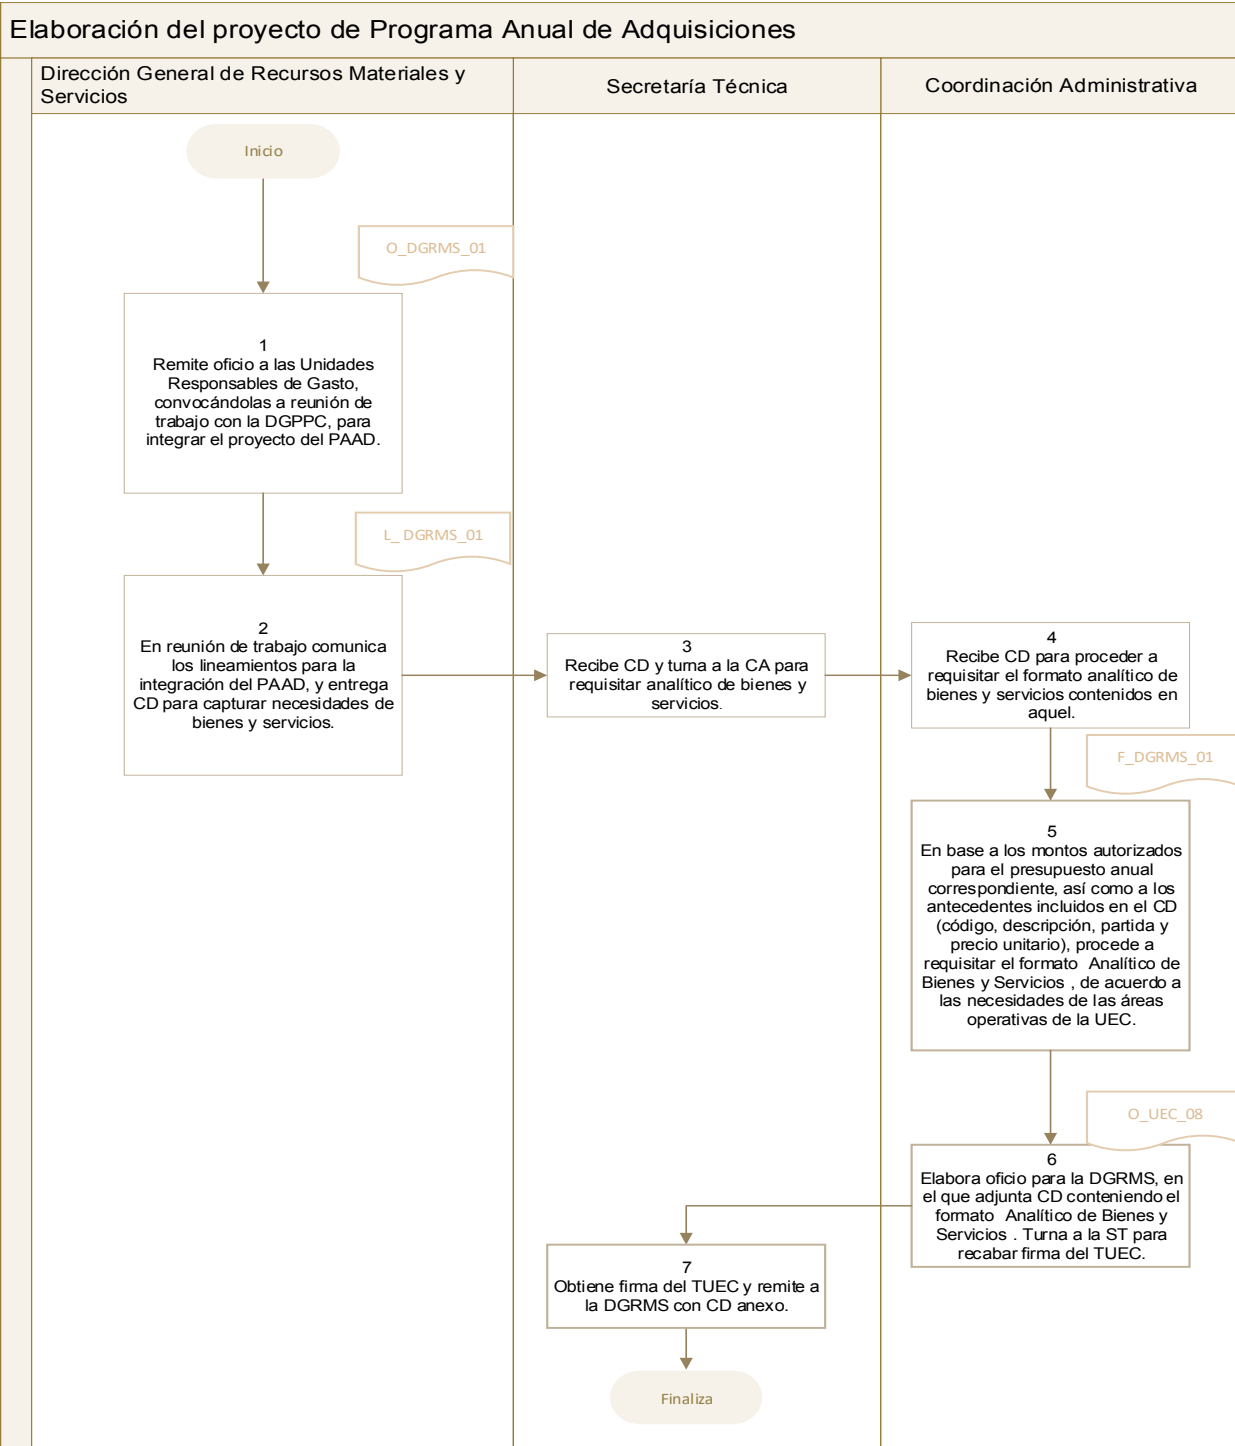 Elaboración del proyecto de Programa Anual de Adquisiciones
Dirección General de Recursos Materiales y
Servicios
Secretaría Técnica
Coordinación Administrativa
Inicio
O_DGRMS_01
1
Remite oficio a las Unidades
Responsables de Gasto,
convocándolas a reunión de
trabajo con la DGPPC, para
integrar el proyecto del PAAD.
L_ DGRMS_01
2
En reunión de trabajo comunica
los lineamientos para la
integración del PAAD, y entrega
CD para capturar necesidades de
bienes y servicios.
3
Recibe CD y turna a la CA para
requisitar analítico de bienes y
servicios.
4
Recibe CD para proceder a
requisitar el formato analítico de
bienes y servicios contenidos en
aquel.
F_DGRMS_01
5
En base a los montos autorizados
para el presupuesto anual
correspondiente, así como a los
antecedentes incluidos en el CD
(código, descripción, partida y
precio unitario), procede a
requisitar el formato  Analítico de
Bienes y Servicios , de acuerdo a
las necesidades de las áreas
operativas de la UEC.
O_UEC_08
6
Elabora oficio para la DGRMS, en
el que adjunta CD conteniendo el
formato  Analítico de Bienes y
Servicios . Turna a la ST para
recabar firma del TUEC.
7
Obtiene firma del TUEC y remite a
la DGRMS con CD anexo.
Finaliza